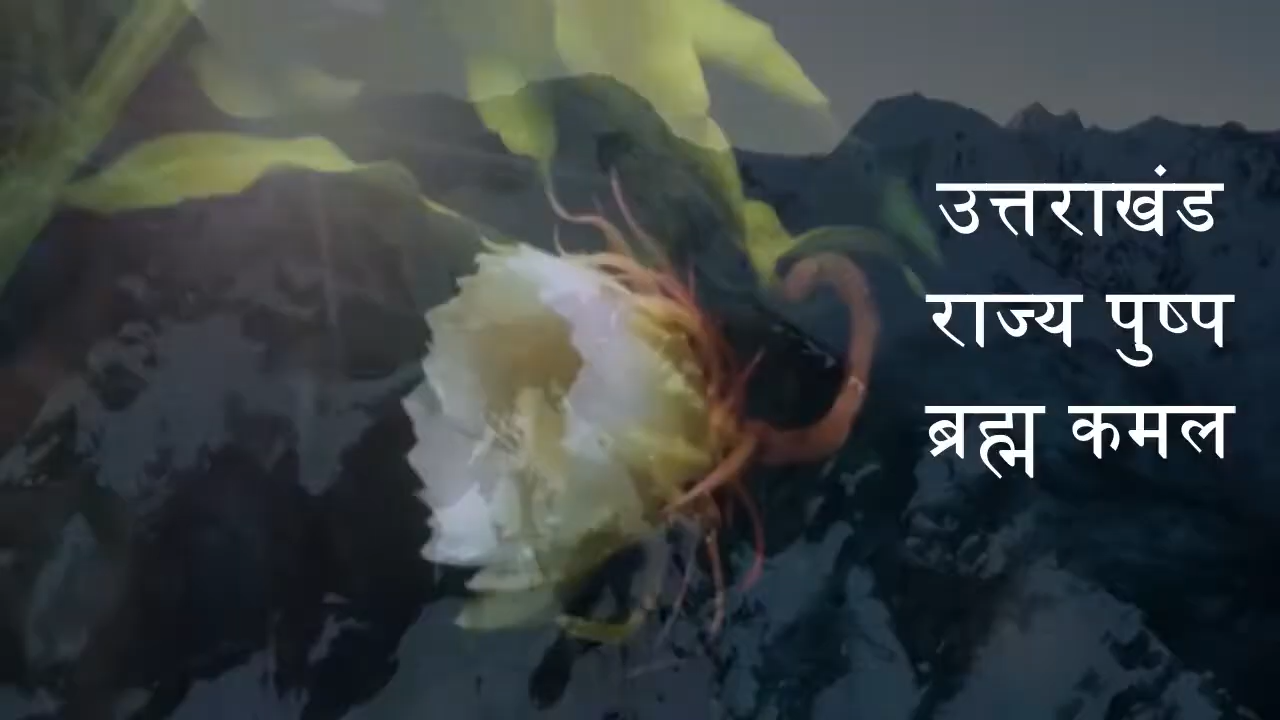 उत्तराखंड
राज्य पुष्प
ब्रह्म कमल